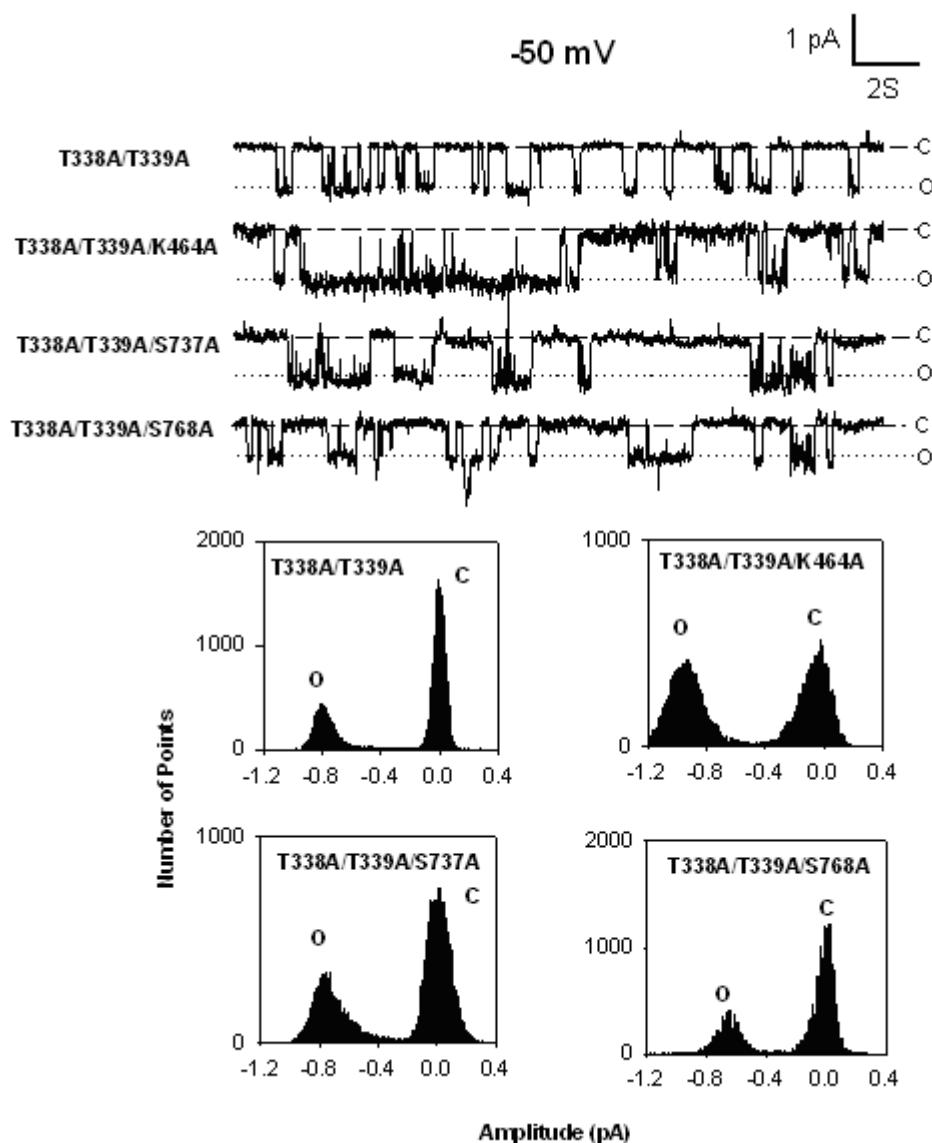 -50 mV
1 pA
2S
T338A/T339A
C
O
T338A/T339A/K464A
C
O
T338A/T339A/S737A
C
O
T338A/T339A/S768A
C
O
Number of Points
2000
1000
0
T338A/T339A
O
C
-1.2 -0.8 -0.4 0.0 0.4
1000
0
T338A/T339A/K464A
O
C
-1.2 -0.8 -0.4 0.0 0.4
1000
0
T338A/T339A/S737A
O
C
-1.2 -0.8 -0.4 0.0 0.4
2000
1000
0
T338A/T339A/S768A
O
C
-1.2 -0.8 -0.4 0.0 0.4
Amplitude (pA)